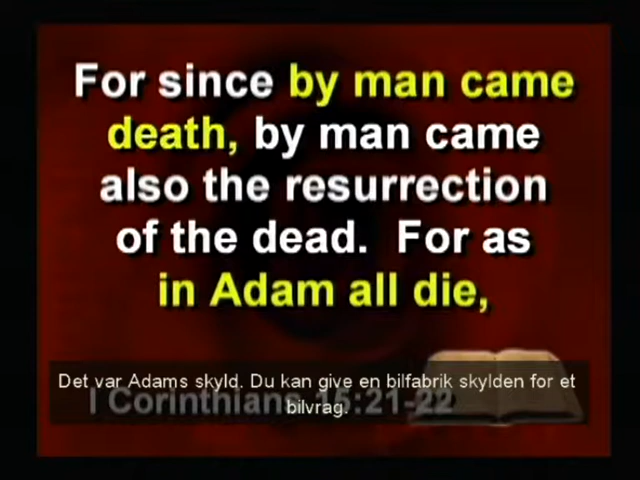 For since by man came
death, by man came
also the resurrection
of the dead. For as
in Adam all die,
Det var Adams skyld. Du kan give en bilfabrik skylden for et
bilvrag.
I Corinthians 15:21-22